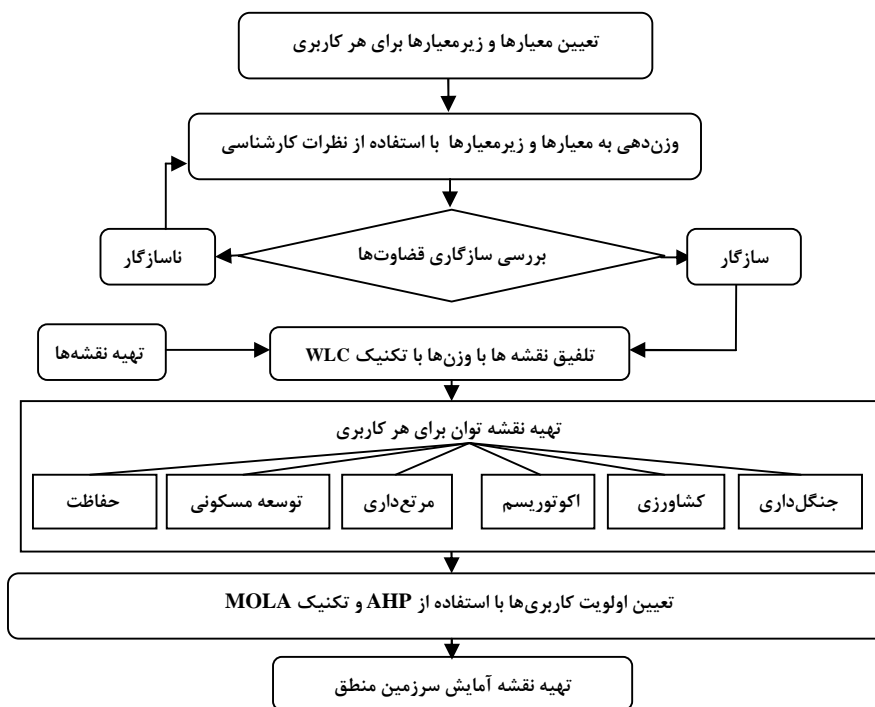 تعیین معیارها و زیرمعیارها برای هر کاربری
وزن‌دهی به معیارها و زیرمعیارها با استفاده از نظرات کارشناسی
سازگار
بررسی سازگاری قضاوت‌ها
ناسازگار
تلفیق نقشه ها با وزن‌ها با تکنیک WLC
تهیه نقشه‌ها
تهیه نقشه توان برای هر کاربری
جنگل‌داری
کشاورزی
اکوتوریسم
مرتع‌داری
توسعه مسکونی
حفاظت
تعیین اولویت کاربری‌ها با استفاده از AHP و تکنیک MOLA
تهیه نقشه آمایش سرزمین منطق